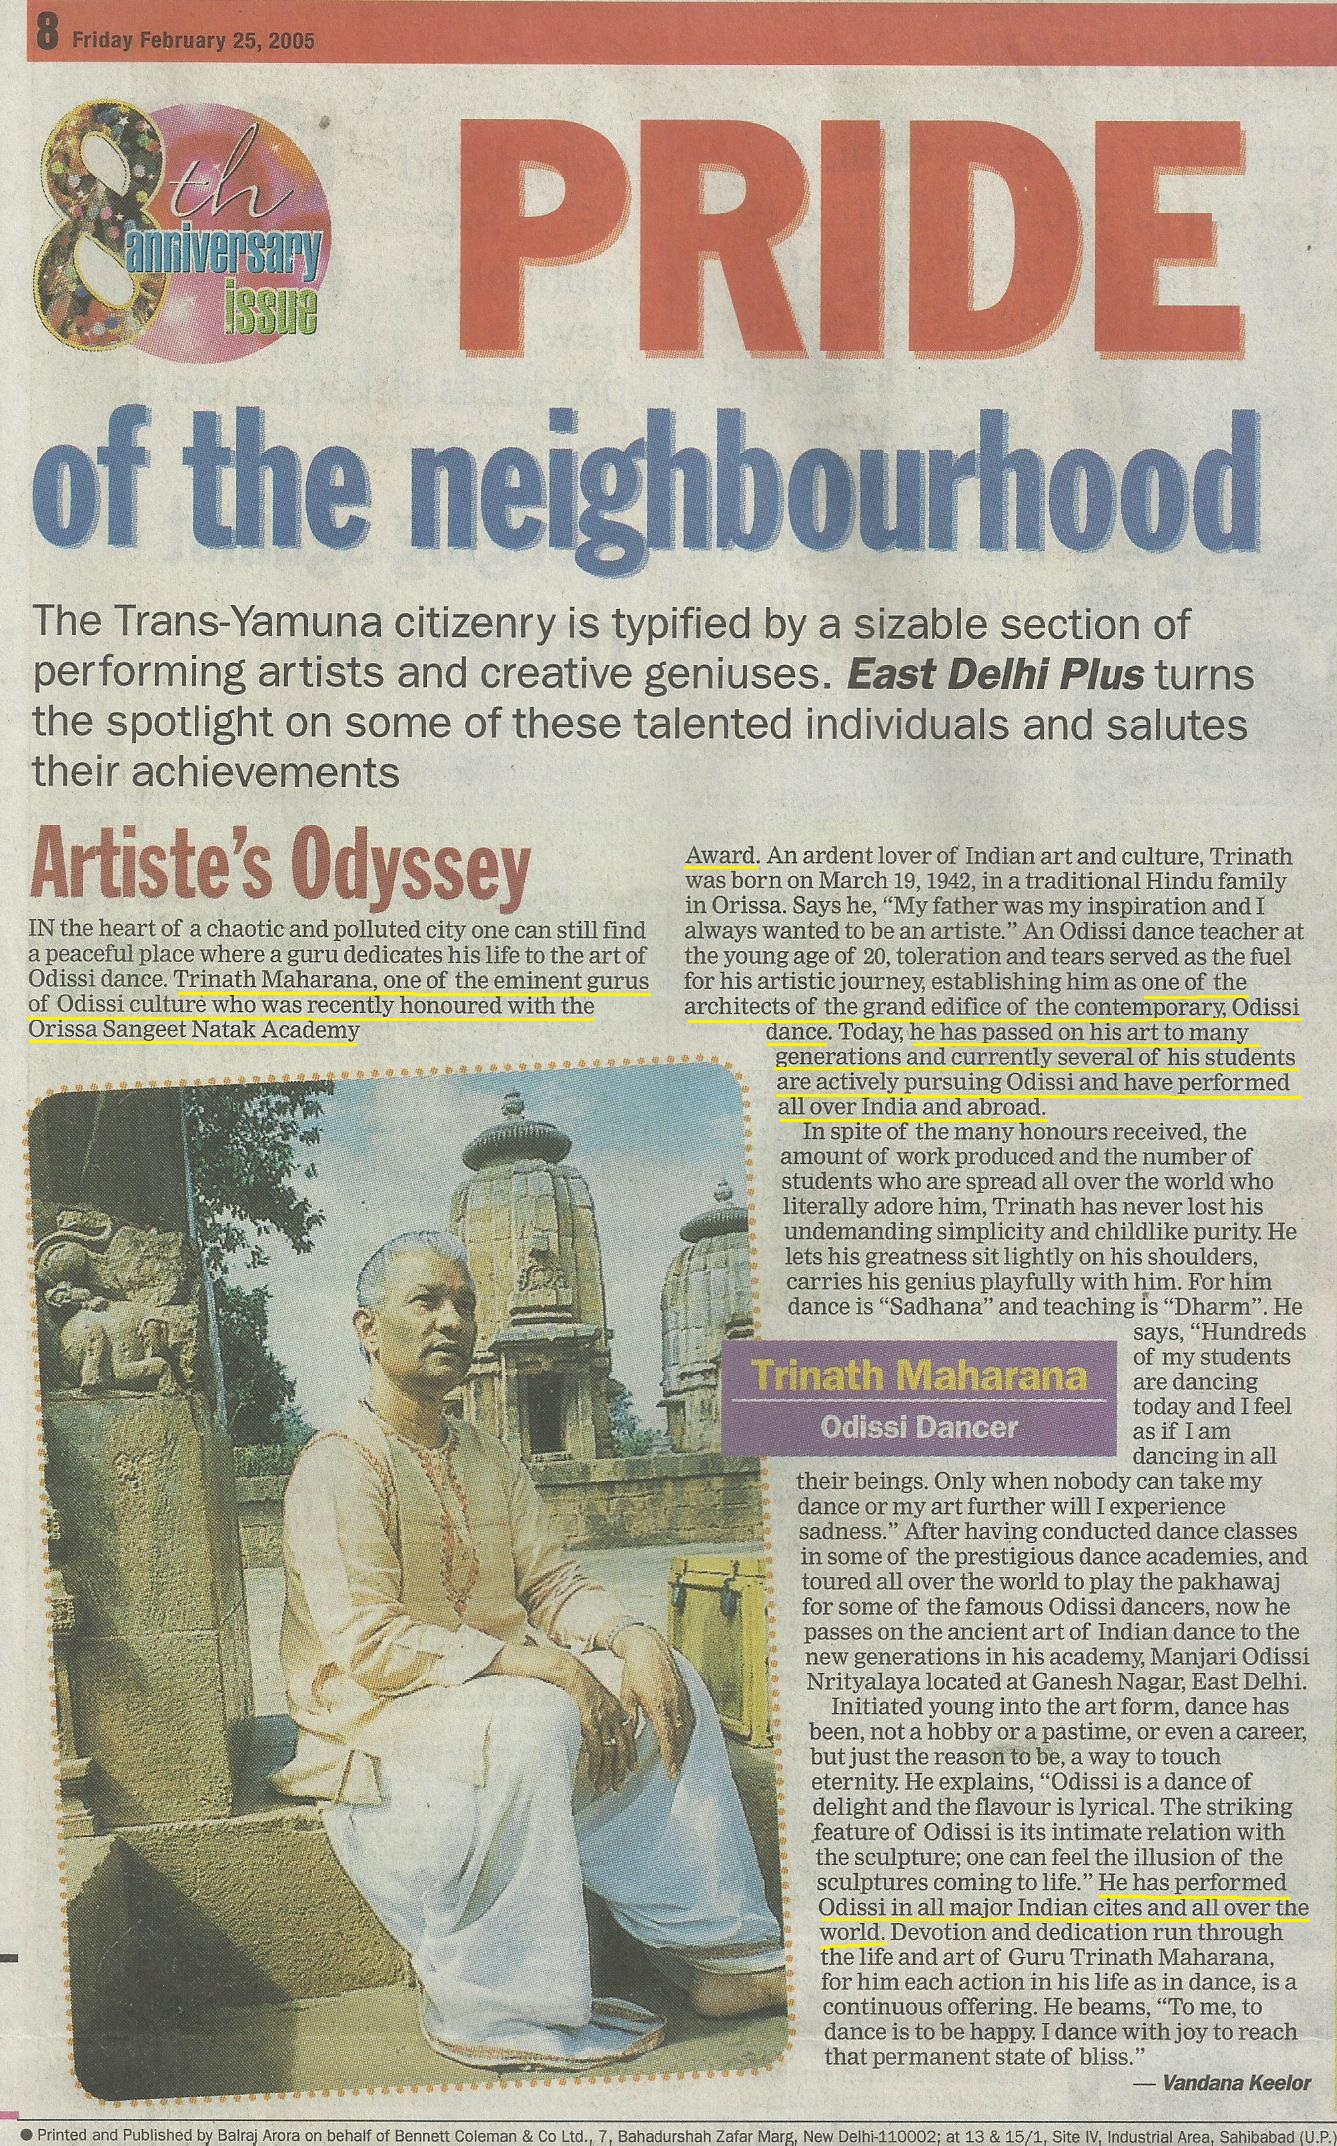 8 Friday February 25, 2005
8th
anniversary
issue
PRIDE
of the neighbourhood
The Trans-Yamuna citizenry is typified by a sizable section of
performing artists and creative geniuses. East Delhi Plus turns
the spotlight on some of these talented individuals and salutes
their achievements
Artiste's Odyssey
IN the heart of a chaotic and polluted city one can still find
a peaceful place where a guru dedicates his life to the art of
Odissi dance. Trinath Maharana, one of the eminent gurus
of Odissi culture who was recently honoured with the
Orissa Sangeet Natak Academy
Award. An ardent lover of Indian art and culture, Trinath
was born on March 19, 1942, in a traditional Hindu family
in Orissa. Says he, “My father was my inspiration and I
always wanted to be an artiste.” An Odissi dance teacher at
the young age of 20, toleration and tears served as the fuel
for his artistic journey, establishing him as one of the
architects of the grand edifice of the contemporary, Odissi
dance. Today, he has passed on his art to many
generations and currently several of his students
are actively pursuing Odissi and have performed
all over India and abroad.
In spite of the many honours received, the
amount of work produced and the number of
students who are spread all over the world who
literally adore him, Trinath has never lost his
undemanding simplicity and childlike purity. He
lets his greatness sit lightly on his shoulders,
carries his genius playfully with him. For him
dance is “Sadhana” and teaching is “Dharm”. He
says, “Hundreds
of my students
are dancing
today and I feel
as if I am
dancing in all
their beings. Only when nobody can take my
dance or my art further will I experience
sadness.” After having conducted dance classes
in some of the prestigious dance academies, and
toured all over the world to play the pakhawaj
for some of the famous Odissi dancers, now he
passes on the ancient art of Indian dance to the
new generations in his academy, Manjari Odissi
Nrityalaya located at Ganesh Nagar, East Delhi.
Initiated young into the art form, dance has
been, not a hobby or a pastime, or even a career,
but just the reason to be, a way to touch
eternity. He explains, “Odissi is a dance of
delight and the flavour is lyrical. The striking
feature of Odissi is its intimate relation with
the sculpture; one can feel the illusion of the
sculptures coming to life.” He has performed
Odissi in all major Indian cites and all over the
world. Devotion and dedication run through
the life and art of Guru Trinath Maharana,
for him each action in his life as in dance, is a
continuous offering. He beams, “To me, to
dance is to be happy. I dance with joy to reach
that permanent state of bliss.”
— Vandana Keelor
Trinath Maharana
Odissi Dancer
● Printed and Published by Balraj Arora on behalf of Bennett Coleman & Co Ltd., 7, Bahadurshah Zafar Marg, New Delhi-110002; at 13 & 15/1, Site IV, Industrial Area, Sahibabad (U.P.)